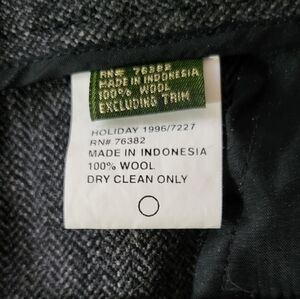 RN# 76382
MADE IN INDONESIA
100% WOOL
EXCLUDING TRIM
HOLIDAY 1996/7227
RN# 76382
MADE IN INDONESIA
100% WOOL
DRY CLEAN ONLY